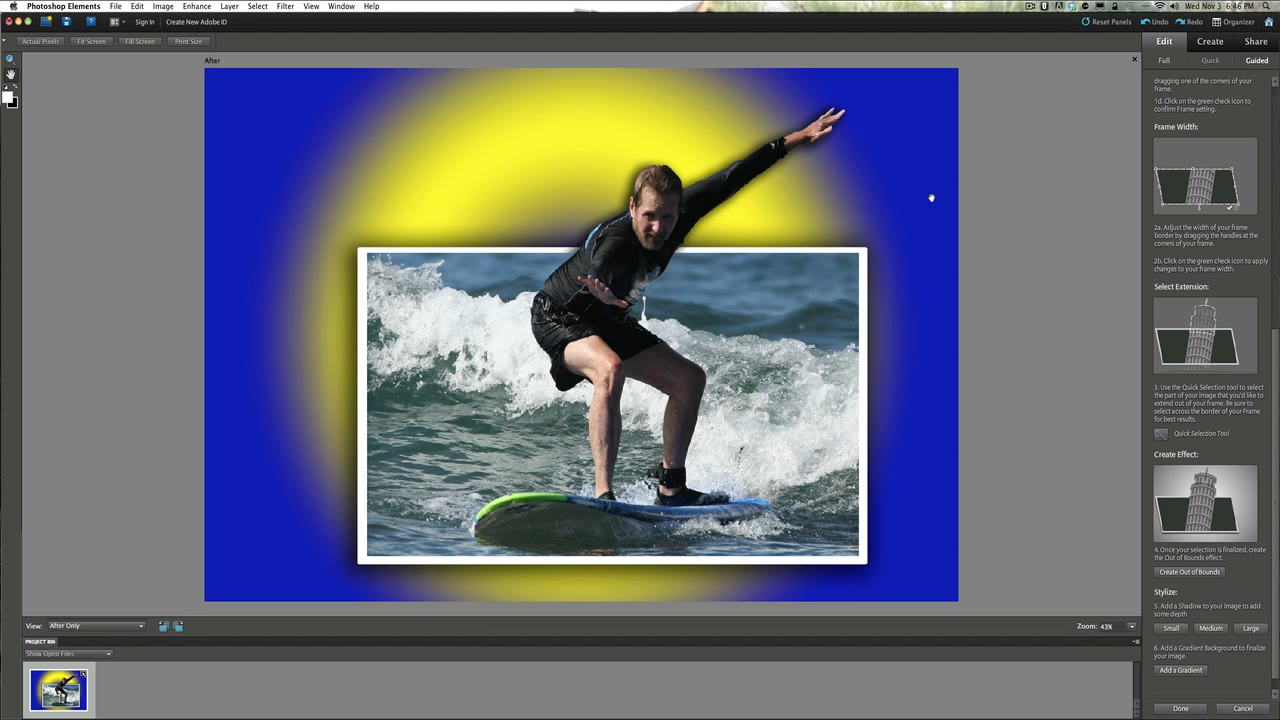 Photoshop Elements File Edit Image Enhance Layer Select Filter View Window Help Wed Nov 3 6:46 PM
Sign In Create New Adobe ID Reset Panels Undo Redo Organizer
Actual Pixels Fit Screen Fill Screen Print Size
Edit Create Share
Full Quick Guided
After
dragging one of the corners of your
frame.
1d. Click on the green check icon to
confirm Frame setting.
Frame Width:
2a. Adjust the width of your frame
border by dragging the handles at the
corners of your frame.
2b. Click on the green check icon to apply
changes to your frame width.
Select Extension:
3. Use the Quick Selection tool to select
the part of your image that you'd like to
extend out of your frame. Be sure to
select across the border of your Frame
for best results.
Quick Selection Tool
Create Effect:
4. Once your selection is finalized, create
the Out of Bounds effect.
Create Out of Bounds
Stylize:
5. Add a Shadow to your image to add
some depth
Small Medium Large
6. Add a Gradient Background to finalize
your image.
Add a Gradient
Done Cancel
View: After Only Zoom: 43%
PROJECT BIN
Show Open Files